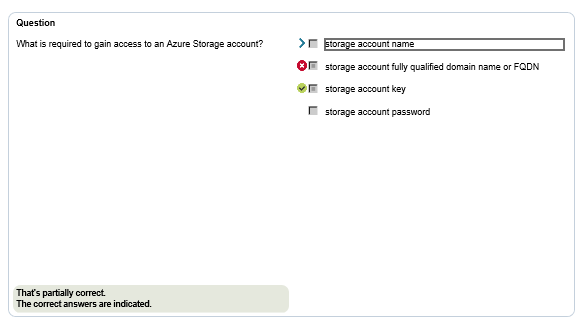 Question
What is required to gain access to an Azure Storage account?
storage account name
storage account fully qualified domain name or FQDN
storage account key
storage account password
That's partially correct.
The correct answers are indicated.